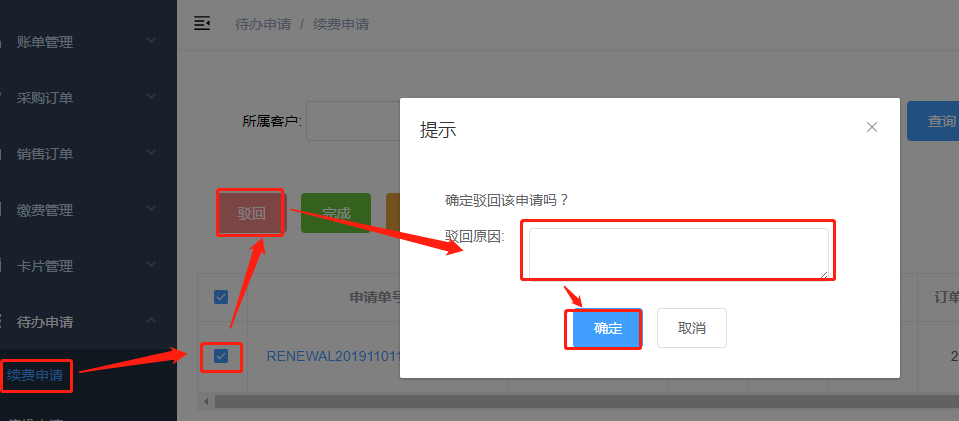 待办申请 / 续费申请
账单管理
采购订单
销售订单
缴费管理
卡片管理
待办申请
续费申请
所属客户:
查询
驳回
完成
申请单号
订单
RENEWAL201911011
2
提示
确定驳回该申请吗？
驳回原因:
确定
取消